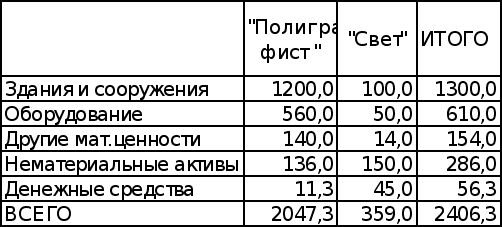 "Полигра "Свет" ИТОГО
фист "
Здания и сооружения 1200,0 100,0 1300,0
Оборудование 560,0 50,0 610,0
Другие мат.ценности 140,0 14,0 154,0
Нематериальные активы 136,0 150,0 286,0
Денежные средства 11,3 45,0 56,3
ВСЕГО 2047,3 359,0 2406,3